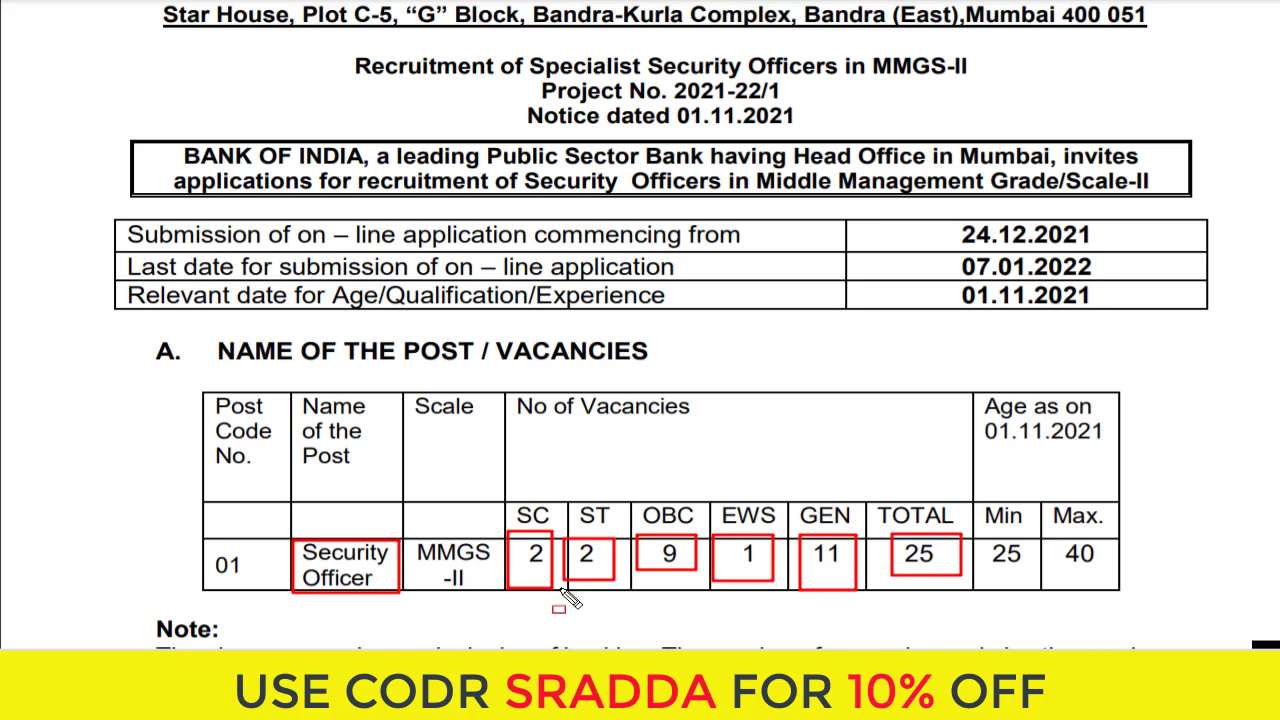 Star House, Plot C-5, “G” Block, Bandra-Kurla Complex, Bandra (East),Mumbai 400 051
Recruitment of Specialist Security Officers in MMGS-II
Project No. 2021-22/1
Notice dated 01.11.2021
BANK OF INDIA, a leading Public Sector Bank having Head Office in Mumbai, invites
applications for recruitment of Security Officers in Middle Management Grade/Scale-II
Submission of on – line application commencing from 24.12.2021
Last date for submission of on – line application 07.01.2022
Relevant date for Age/Qualification/Experience 01.11.2021
A. NAME OF THE POST / VACANCIES
Post Name Scale No of Vacancies Age as on
Code of the 01.11.2021
No. Post
SC ST OBC EWS GEN TOTAL Min Max.
01 Security MMGS 2 2 9 1 11 25 25 40
Officer -II
Note:
USE CODR SRADDA FOR 10% OFF